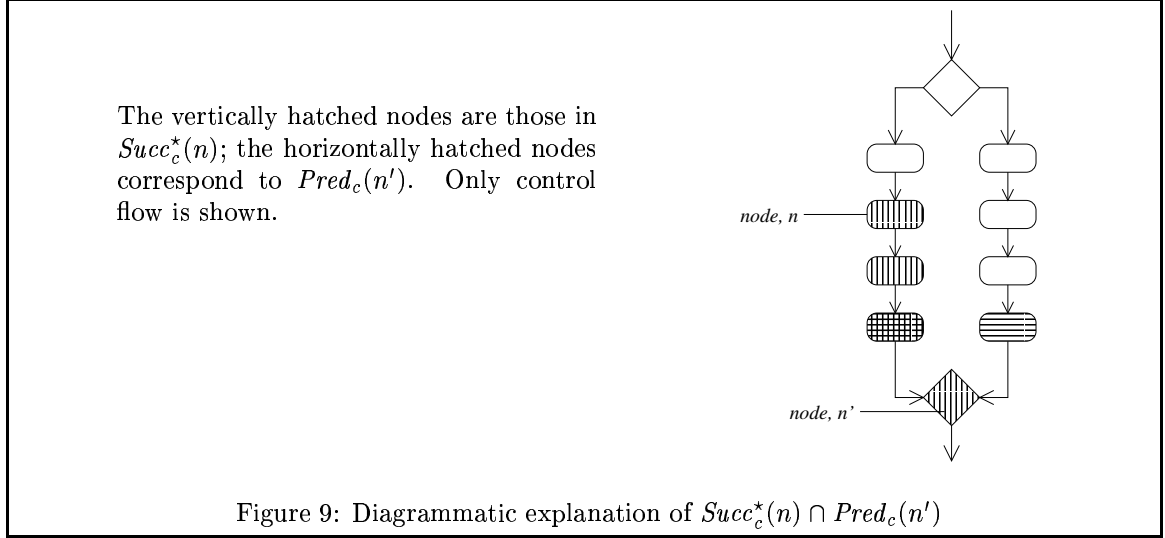 The vertically hatched nodes are those in
Succ⋆c(n); the horizontally hatched nodes
correspond to Predc(n′). Only control
flow is shown.
node, n
node, n’
Figure 9: Diagrammatic explanation of Succ⋆c(n) ∩ Predc(n′)